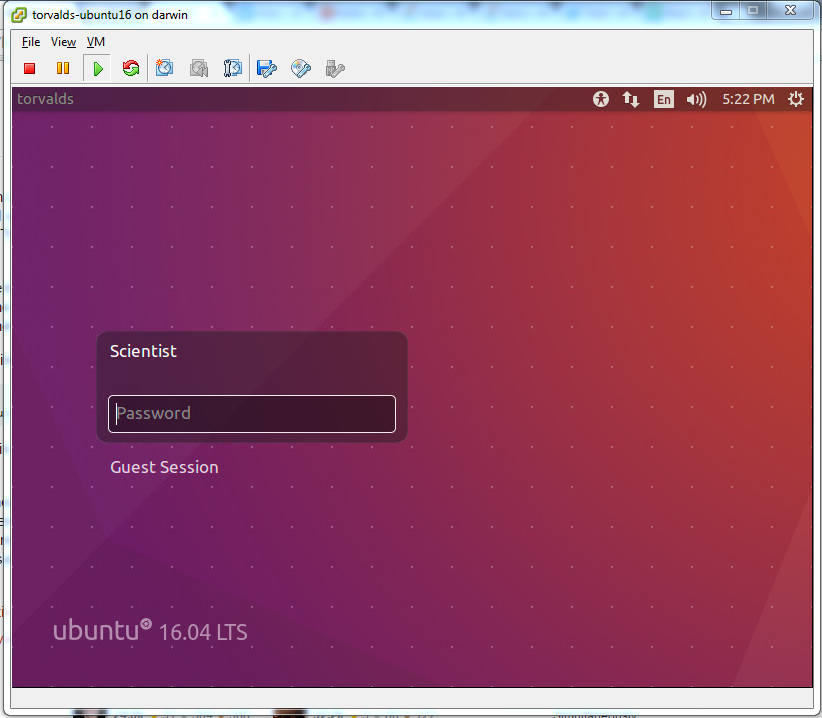 torvalds-ubuntu16 on darwin
File View VM
torvalds En 5:22 PM
Scientist
Password
Guest Session
ubuntu 16.04 LTS